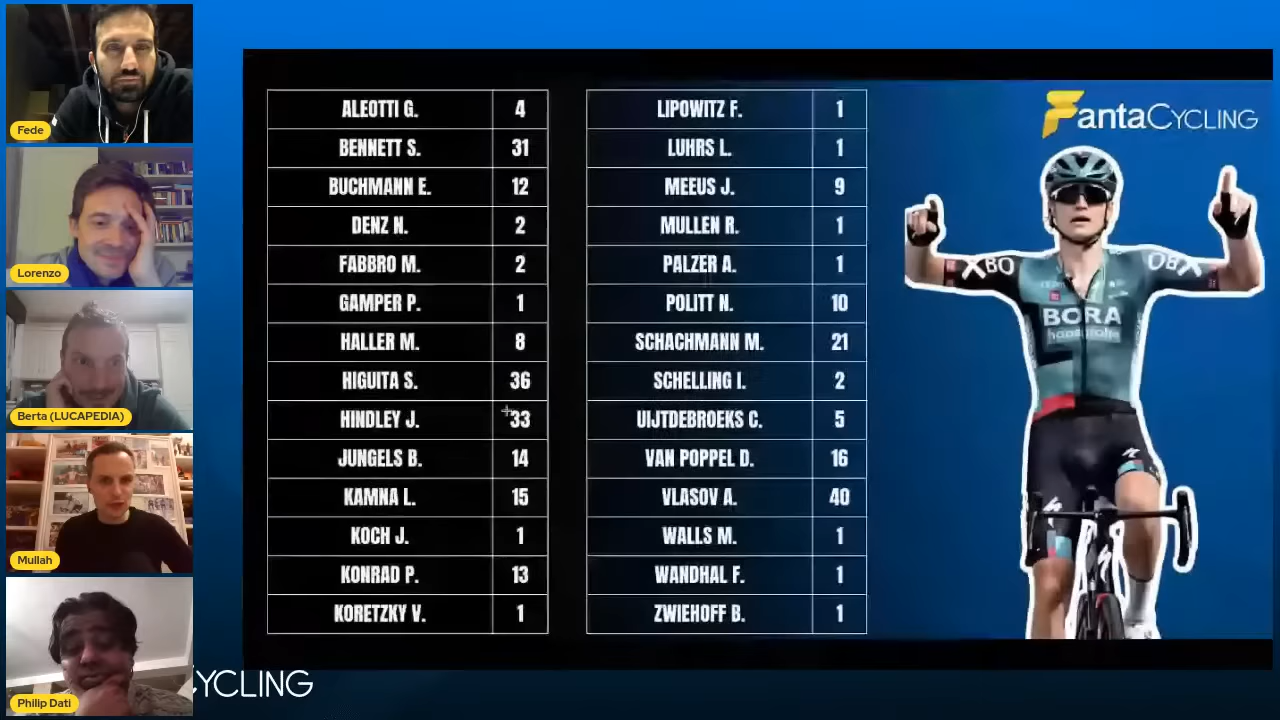 Fede
Lorenzo
Berta (LUCAPEDIA)
Mullah
Philip Dati
ALEOTTI G. 4
BENNETT S. 31
BUCHMANN E. 12
DENZ N. 2
FABBRO M. 2
GAMPER P. 1
HALLER M. 8
HIGUITA S. 36
HINDLEY J. 33
JUNGELS B. 14
KAMNA L. 15
KOCH J. 1
KONRAD P. 13
KORETZKY V. 1
LIPOWITZ F. 1
LUHRS L. 1
MEEUS J. 9
MULLEN R. 1
PALZER A. 1
POLITT N. 10
SCHACHMANN M. 21
SCHELLING I. 2
UIJTDEBROEKS C. 5
VAN POPPEL D. 16
VLASOV A. 40
WALLS M. 1
WANDHAL F. 1
ZWIEHOFF B. 1
FantaCYCLING
BORA
hansgrohe
CYCLING